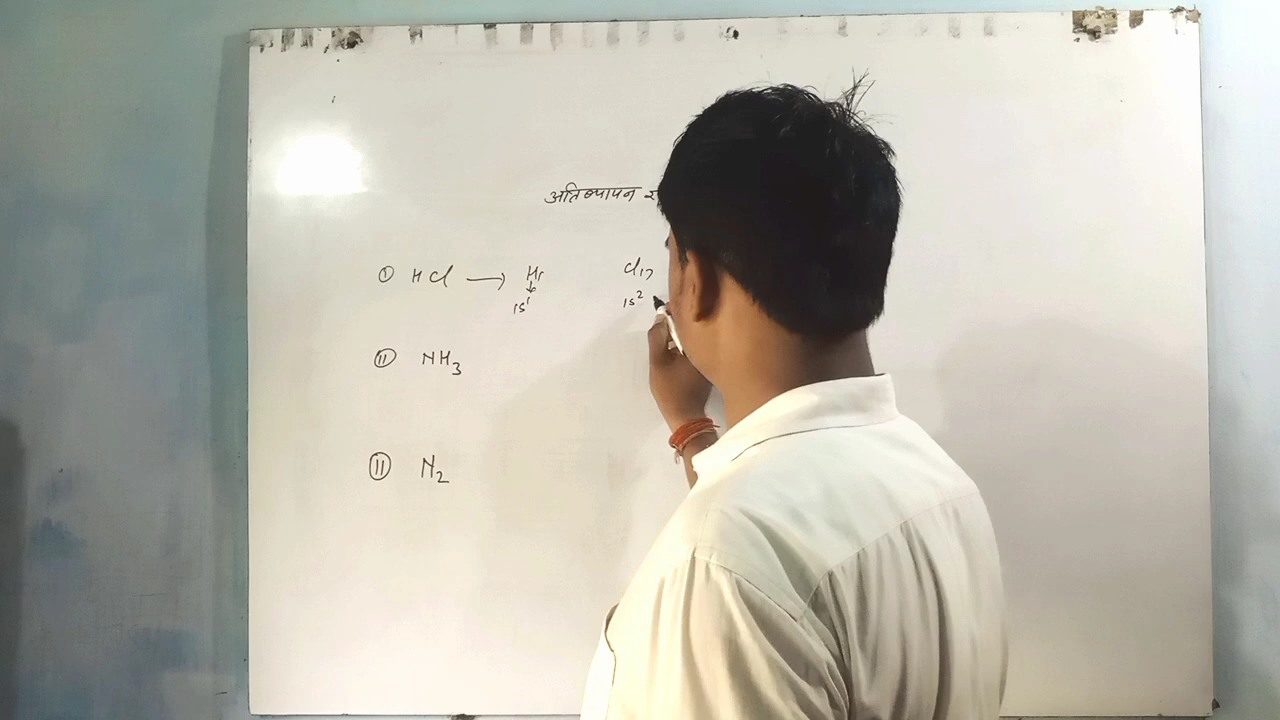 अतिव्यापन
① HCl → H₁ Cl₁₇
↓
1s¹ 1s²
⑪ NH₃
⑪ N₂